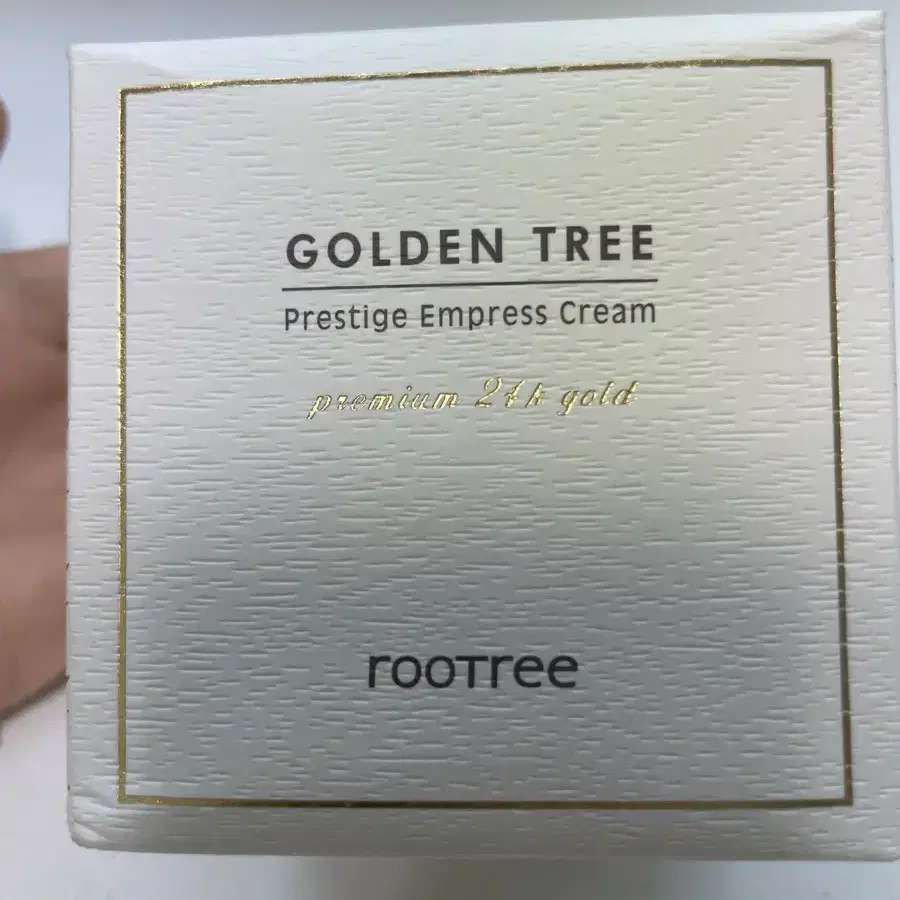 GOLDEN TREE
Prestige Empress Cream
premium 24k gold
rooTree